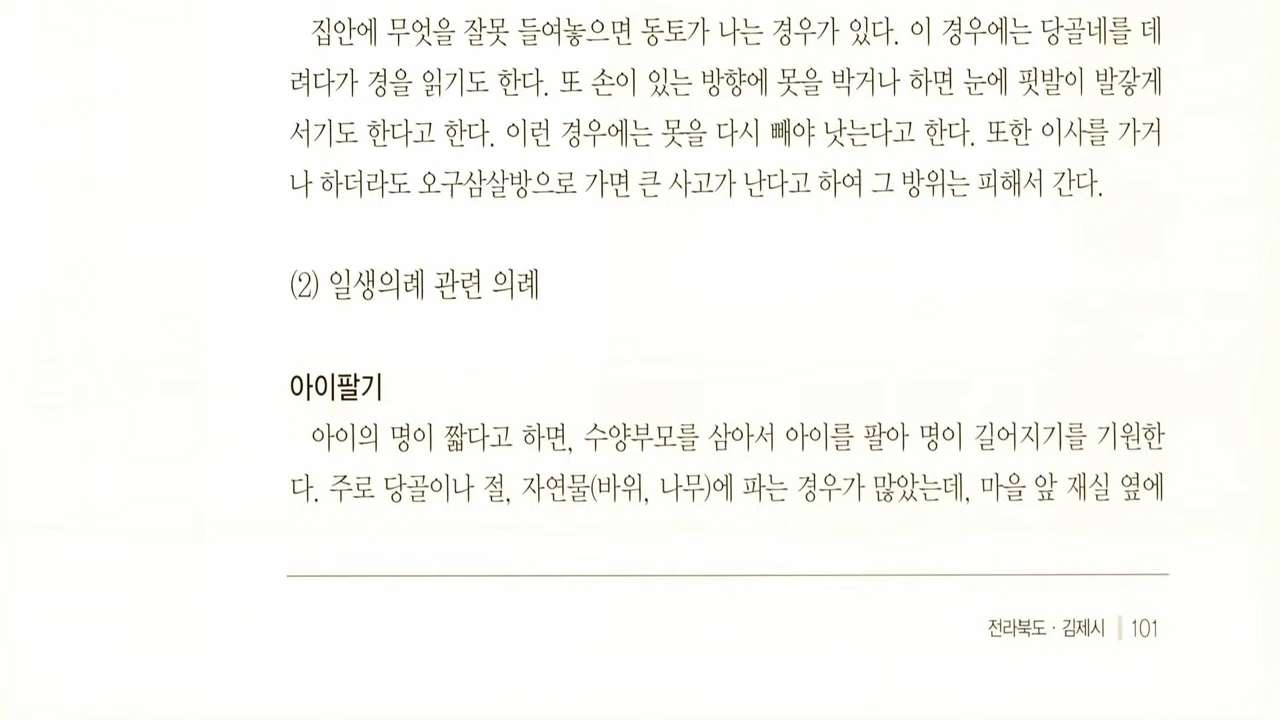 집안에 무엇을 잘못 들여놓으면 동토가 나는 경우가 있다. 이 경우에는 당골네를 데
려다가 경을 읽기도 한다. 또 손이 있는 방향에 못을 박거나 하면 눈에 핏발이 발갛게
서기도 한다고 한다. 이런 경우에는 못을 다시 빼야 낫는다고 한다. 또한 이사를 가거
나 하더라도 오구삼살방으로 가면 큰 사고가 난다고 하여 그 방위는 피해서 간다.
(2) 일생의례 관련 의례
아이팔기
아이의 명이 짧다고 하면, 수양부모를 삼아서 아이를 팔아 명이 길어지기를 기원한
다. 주로 당골이나 절, 자연물(바위, 나무)에 파는 경우가 많았는데, 마을 앞 재실 옆에
전라북도 · 김제시 | 101